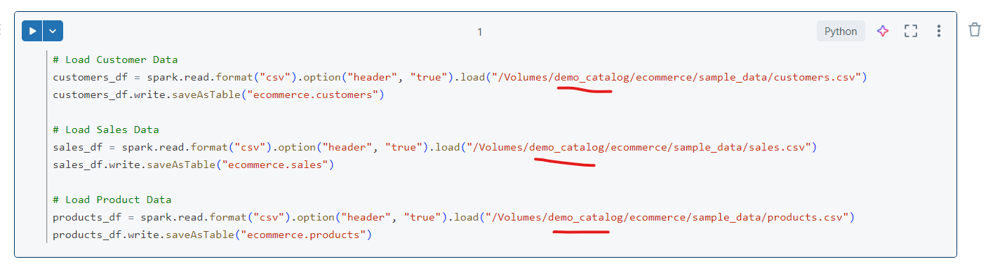 1
Python
# Load Customer Data
customers_df = spark.read.format("csv").option("header", "true").load("/Volumes/demo_catalog/ecommerce/sample_data/customers.csv")
customers_df.write.saveAsTable("ecommerce.customers")
# Load Sales Data
sales_df = spark.read.format("csv").option("header", "true").load("/Volumes/demo_catalog/ecommerce/sample_data/sales.csv")
sales_df.write.saveAsTable("ecommerce.sales")
# Load Product Data
products_df = spark.read.format("csv").option("header", "true").load("/Volumes/demo_catalog/ecommerce/sample_data/products.csv")
products_df.write.saveAsTable("ecommerce.products")